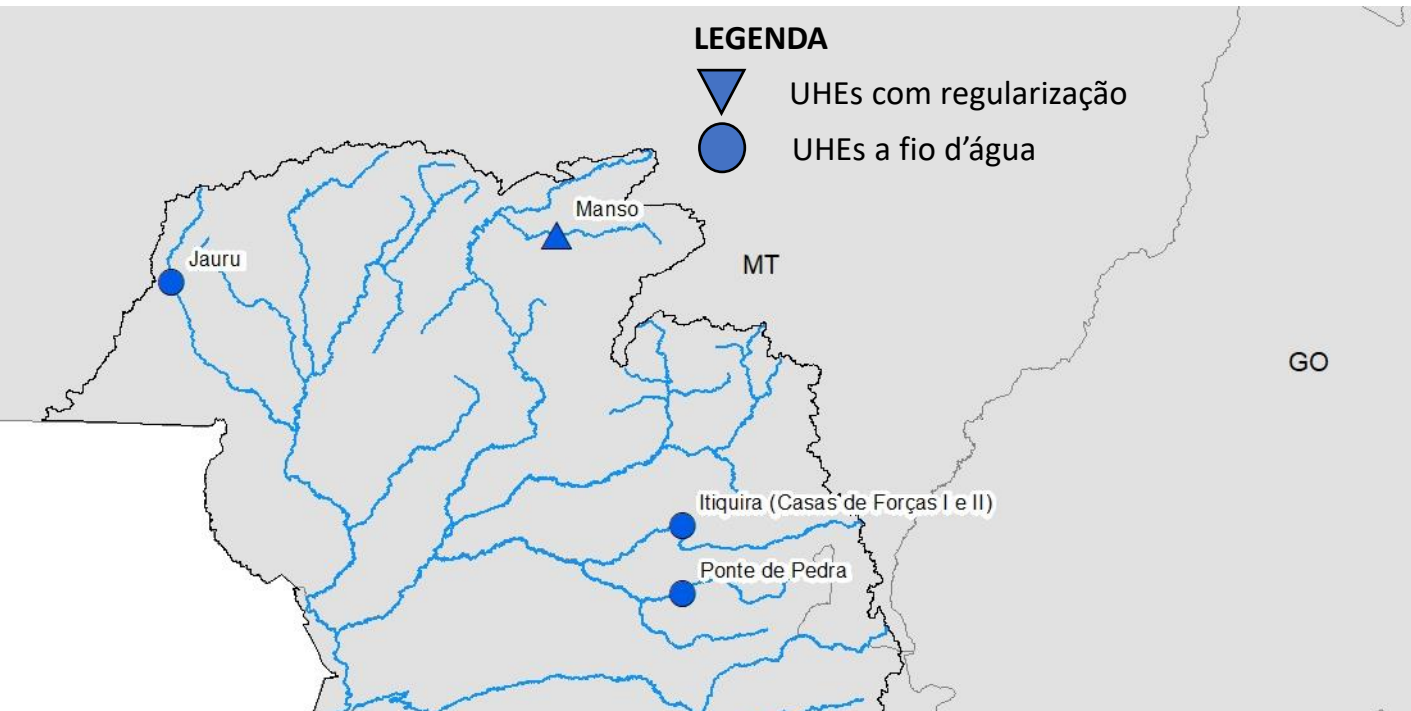 LEGENDA
UHEs com regularização
UHEs a fio d’água
Manso
Jauru
MT
GO
Itiquira (Casas de Forças I e II)
Ponte de Pedra